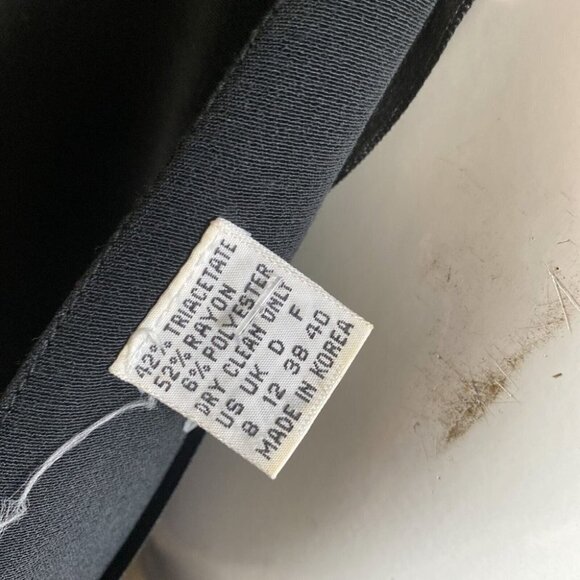 42% TRIACETATE
52% RAYON
6% POLYESTER
DRY CLEAN ONLY
US UK D F
8 12 38 40
MADE IN KOREA